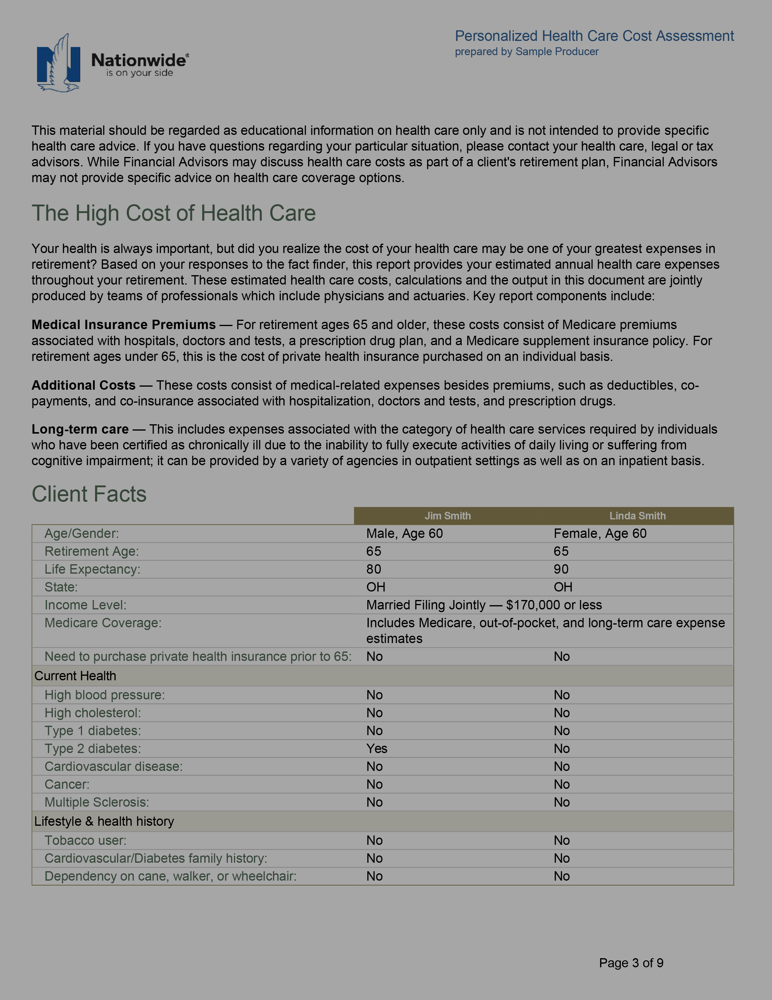 Personalized Health Care Cost Assessment
prepared by Sample Producer
Nationwide®
is on your side
This material should be regarded as educational information on health care only and is not intended to provide specific
health care advice. If you have questions regarding your particular situation, please contact your health care, legal or tax
advisors. While Financial Advisors may discuss health care costs as part of a client's retirement plan, Financial Advisors
may not provide specific advice on health care coverage options.
The High Cost of Health Care
Your health is always important, but did you realize the cost of your health care may be one of your greatest expenses in
retirement? Based on your responses to the fact finder, this report provides your estimated annual health care expenses
throughout your retirement. These estimated health care costs, calculations and the output in this document are jointly
produced by teams of professionals which include physicians and actuaries. Key report components include:
Medical Insurance Premiums — For retirement ages 65 and older, these costs consist of Medicare premiums
associated with hospitals, doctors and tests, a prescription drug plan, and a Medicare supplement insurance policy. For
retirement ages under 65, this is the cost of private health insurance purchased on an individual basis.
Additional Costs — These costs consist of medical-related expenses besides premiums, such as deductibles, co-
payments, and co-insurance associated with hospitalization, doctors and tests, and prescription drugs.
Long-term care — This includes expenses associated with the category of health care services required by individuals
who have been certified as chronically ill due to the inability to fully execute activities of daily living or suffering from
cognitive impairment; it can be provided by a variety of agencies in outpatient settings as well as on an inpatient basis.
Client Facts
Jim Smith Linda Smith
Age/Gender: Male, Age 60 Female, Age 60
Retirement Age: 65 65
Life Expectancy: 80 90
State: OH OH
Income Level: Married Filing Jointly — $170,000 or less
Medicare Coverage: Includes Medicare, out-of-pocket, and long-term care expense
estimates
Need to purchase private health insurance prior to 65: No No
Current Health
High blood pressure: No No
High cholesterol: No No
Type 1 diabetes: No No
Type 2 diabetes: Yes No
Cardiovascular disease: No No
Cancer: No No
Multiple Sclerosis: No No
Lifestyle & health history
Tobacco user: No No
Cardiovascular/Diabetes family history: No No
Dependency on cane, walker, or wheelchair: No No
Page 3 of 9